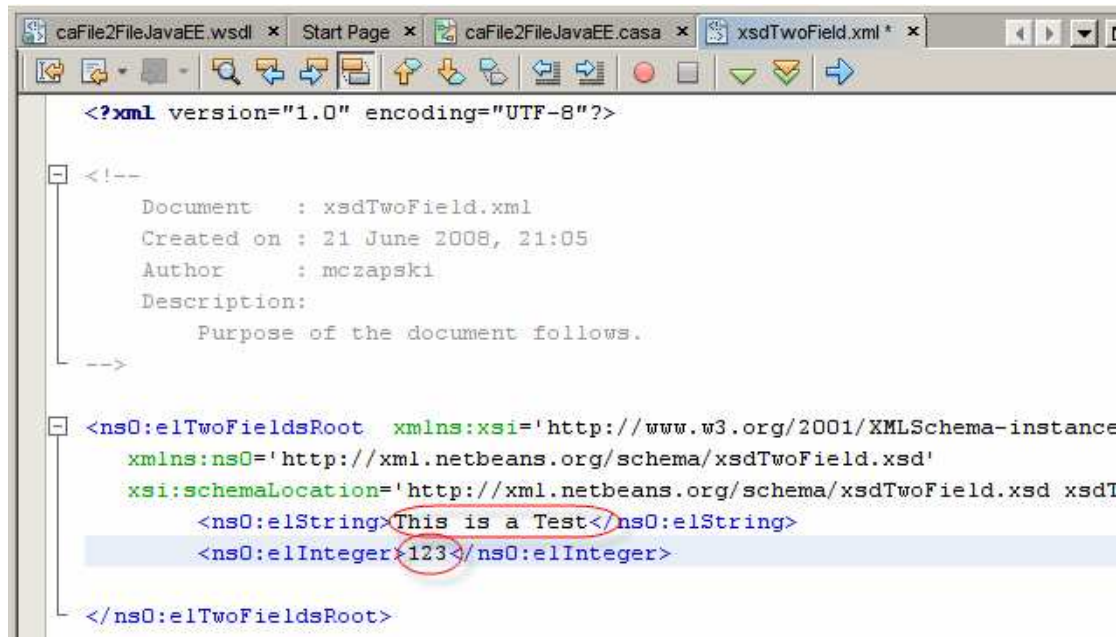 caFile2FileJavaEE.wsdl × Start Page × caFile2FileJavaEE.casa × xsdTwoField.xml * ×
<?xml version="1.0" encoding="UTF-8"?>
<!--
Document : xsdTwoField.xml
Created on : 21 June 2008, 21:05
Author : mczapski
Description:
Purpose of the document follows.
-->
<ns0:elTwoFieldsRoot xmlns:xsi='http://www.w3.org/2001/XMLSchema-instance
xmlns:ns0='http://xml.netbeans.org/schema/xsdTwoField.xsd'
xsi:schemaLocation='http://xml.netbeans.org/schema/xsdTwoField.xsd xsdT
<ns0:elString>This is a Test</ns0:elString>
<ns0:elInteger>123</ns0:elInteger>
</ns0:elTwoFieldsRoot>